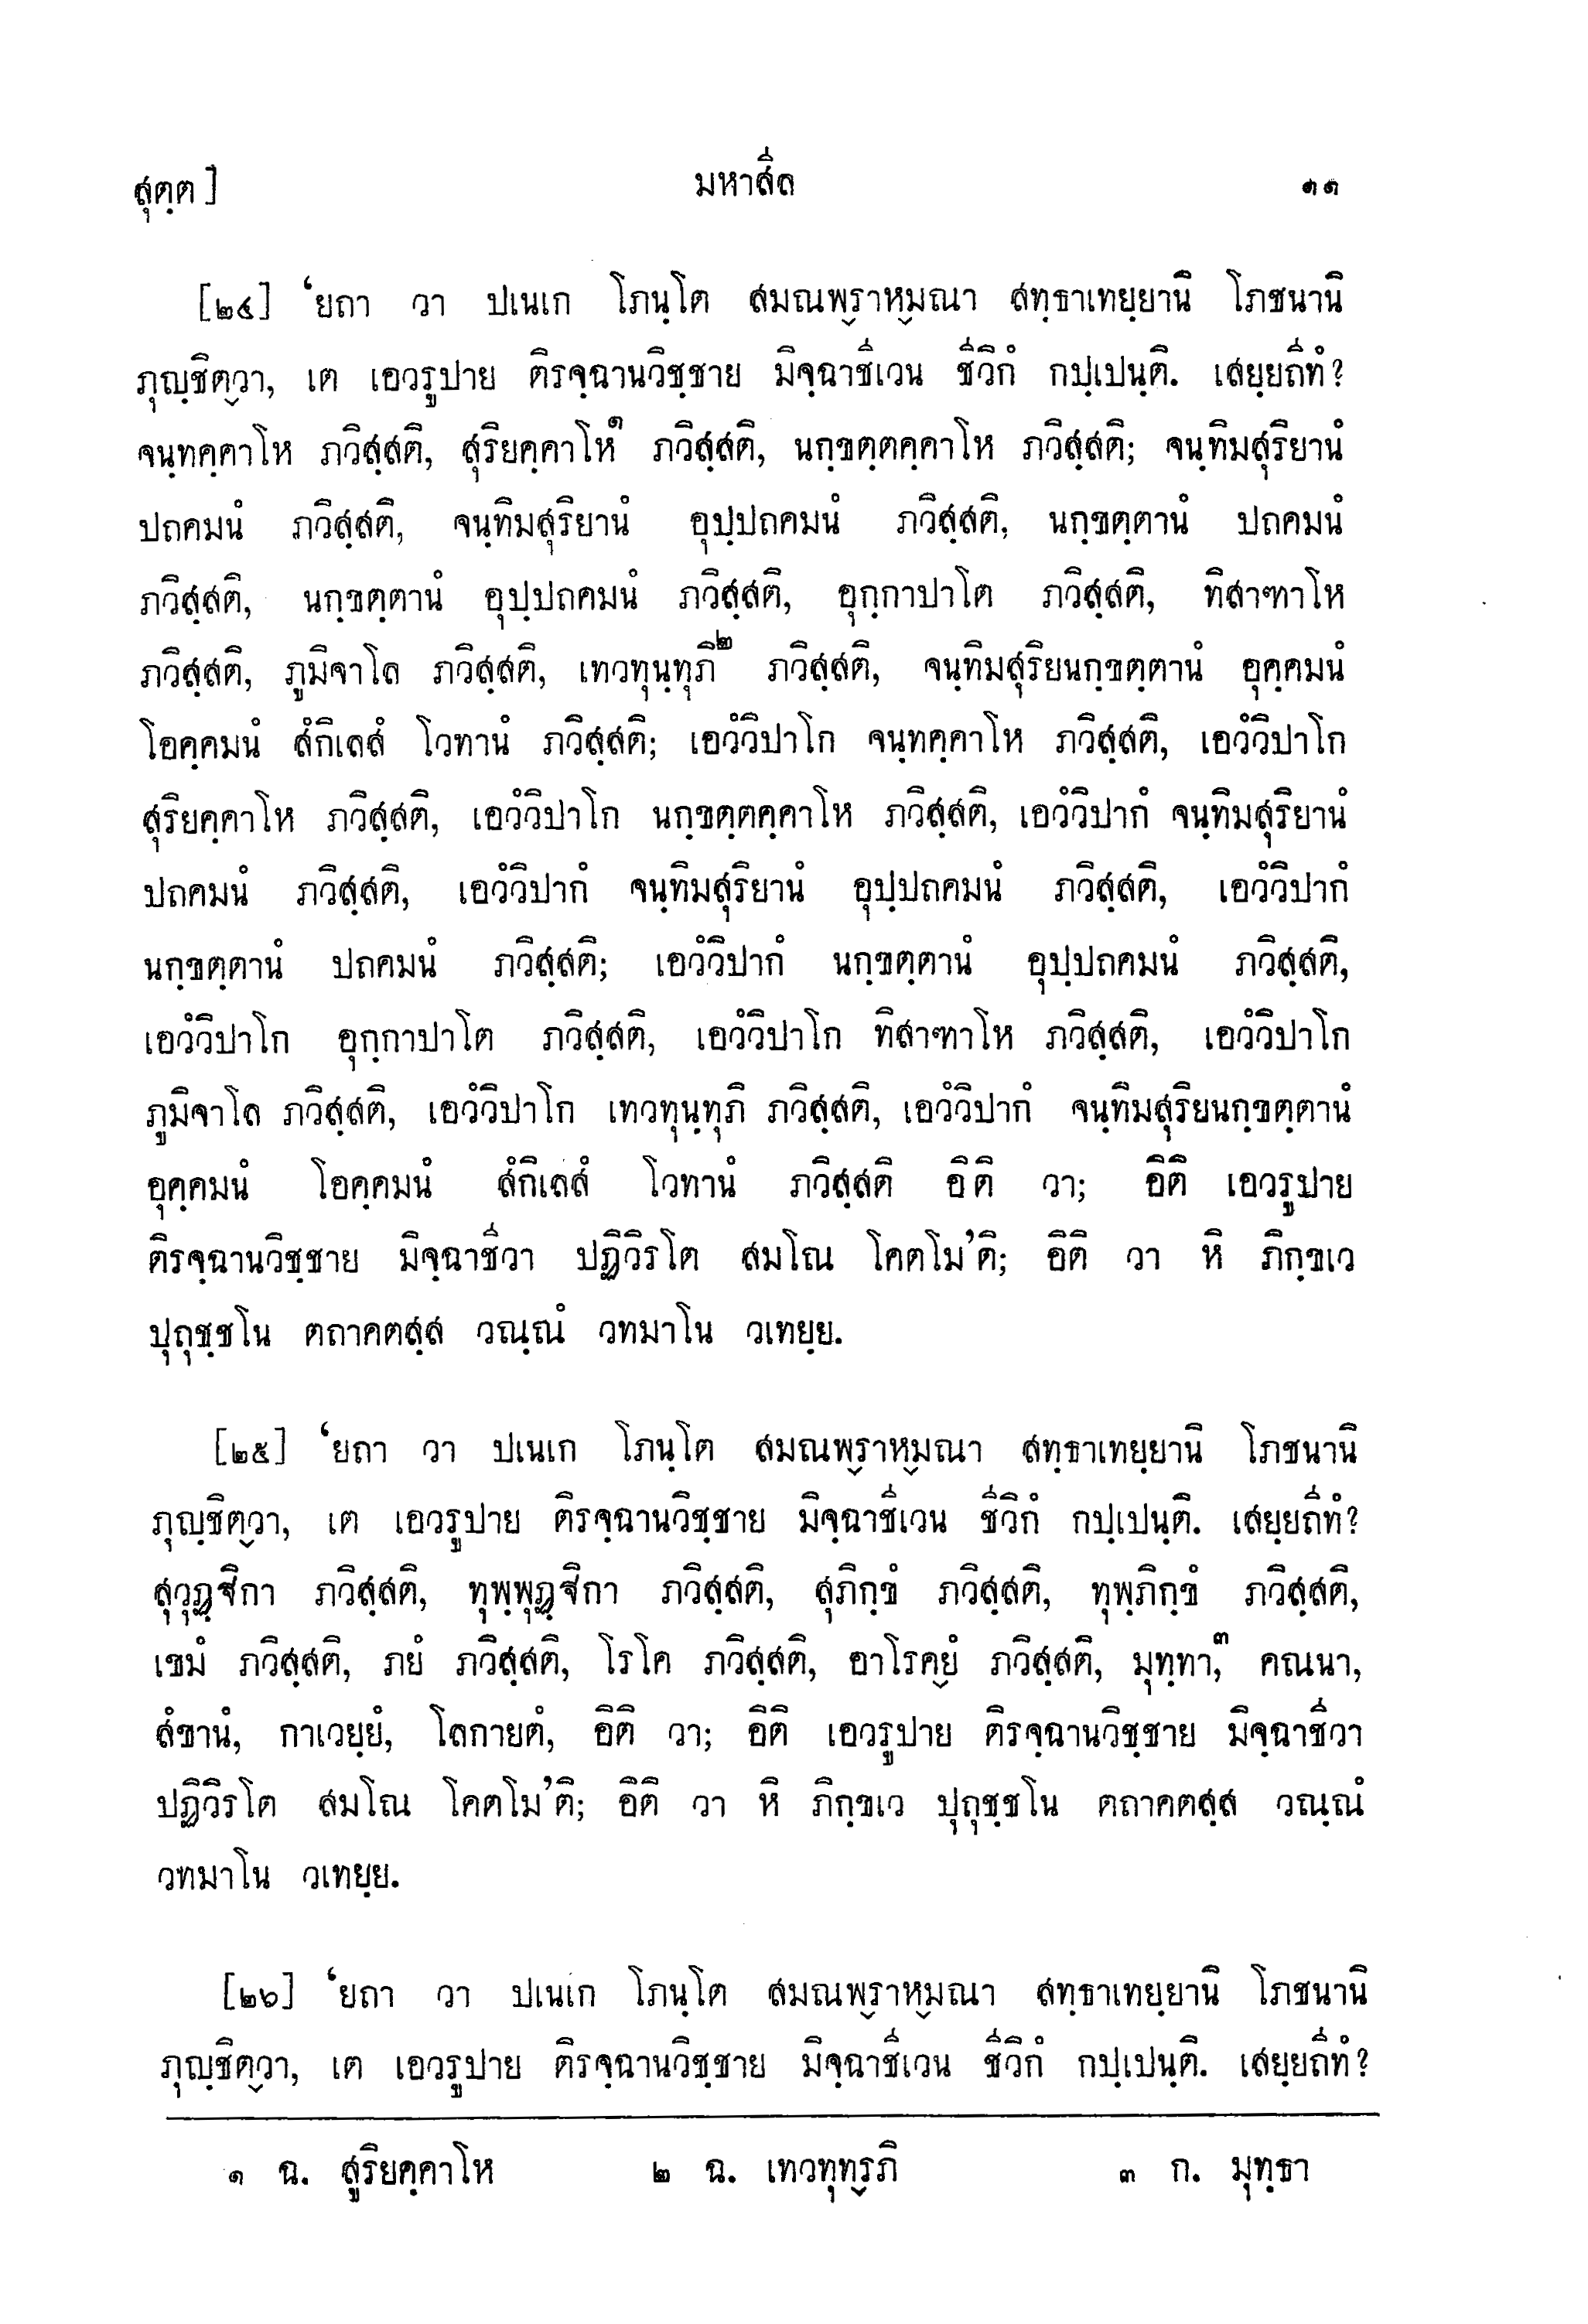 สุตฺต] มหาสีล ๑๑
[๒๔] ‘ยถา วา ปเนเก โภนฺโต สมณพฺราหฺมณา สทฺธาเทยฺยานิ โภชนานิ
ภุญฺชิตฺวา, เต เอวรูปาย ติรจฺฉานวิชฺชาย มิจฺฉาชีเวน ชีวิกํ กปฺเปนฺติ. เสยฺยถีทํ?
จนฺทคฺคาโห ภวิสฺสติ, สุริยคฺคาโห๑ ภวิสฺสติ, นกฺขตฺตคฺคาโห ภวิสฺสติ; จนฺทิมสุริยานํ
ปถคมนํ ภวิสฺสติ, จนฺทิมสุริยานํ อุปฺปถคมนํ ภวิสฺสติ, นกฺขตฺตานํ ปถคมนํ
ภวิสฺสติ, นกฺขตฺตานํ อุปฺปถคมนํ ภวิสฺสติ, อุกฺกาปาโต ภวิสฺสติ, ทิสาฑาโห
ภวิสฺสติ, ภูมิจาโล ภวิสฺสติ, เทวทุนฺทุภิ๒ ภวิสฺสติ, จนฺทิมสุริยนกฺขตฺตานํ อุคฺคมนํ
โอคฺคมนํ สํกิเลสํ โวทานํ ภวิสฺสติ; เอวํวิปาโก จนฺทคฺคาโห ภวิสฺสติ, เอวํวิปาโก
สุริยคฺคาโห ภวิสฺสติ, เอวํวิปาโก นกฺขตฺตคฺคาโห ภวิสฺสติ, เอวํวิปากํ จนฺทิมสุริยานํ
ปถคมนํ ภวิสฺสติ, เอวํวิปากํ จนฺทิมสุริยานํ อุปฺปถคมนํ ภวิสฺสติ, เอวํวิปากํ
นกฺขตฺตานํ ปถคมนํ ภวิสฺสติ; เอวํวิปากํ นกฺขตฺตานํ อุปฺปถคมนํ ภวิสฺสติ,
เอวํวิปาโก อุกฺกาปาโต ภวิสฺสติ, เอวํวิปาโก ทิสาฑาโห ภวิสฺสติ, เอวํวิปาโก
ภูมิจาโล ภวิสฺสติ, เอวํวิปาโก เทวทุนฺทุภิ ภวิสฺสติ, เอวํวิปากํ จนฺทิมสุริยนกฺขตฺตานํ
อุคฺคมนํ โอคฺคมนํ สํกิเลสํ โวทานํ ภวิสฺสติ อิติ วา; อิติ เอวรูปาย
ติรจฺฉานวิชฺชาย มิจฺฉาชีวา ปฏิวิรโต สมโณ โคตโม’ติ; อิติ วา หิ ภิกฺขเว
ปุถุชฺชโน ตถาคตสฺส วณฺณํ วทมาโน วเทยฺย.
[๒๕] ‘ยถา วา ปเนเก โภนฺโต สมณพฺราหฺมณา สทฺธาเทยฺยานิ โภชนานิ
ภุญฺชิตฺวา, เต เอวรูปาย ติรจฺฉานวิชฺชาย มิจฺฉาชีเวน ชีวิกํ กปฺเปนฺติ. เสยฺยถีทํ?
สุวุฏฺฐิกา ภวิสฺสติ, ทุพฺพุฏฺฐิกา ภวิสฺสติ, สุภิกฺขํ ภวิสฺสติ, ทุพฺภิกฺขํ ภวิสฺสติ,
เขมํ ภวิสฺสติ, ภยํ ภวิสฺสติ, โรโค ภวิสฺสติ, อาโรคฺยํ ภวิสฺสติ, มุทฺทา,๓ คณนา,
สํขานํ, กาเวยฺยํ, โลกายตํ, อิติ วา; อิติ เอวรูปาย ติรจฺฉานวิชฺชาย มิจฺฉาชีวา
ปฏิวิรโต สมโณ โคตโม’ติ; อิติ วา หิ ภิกฺขเว ปุถุชฺชโน ตถาคตสฺส วณฺณํ
วทมาโน วเทยฺย.
[๒๖] ‘ยถา วา ปเนเก โภนฺโต สมณพฺราหฺมณา สทฺธาเทยฺยานิ โภชนานิ
ภุญฺชิตฺวา, เต เอวรูปาย ติรจฺฉานวิชฺชาย มิจฺฉาชีเวน ชีวิกํ กปฺเปนฺติ. เสยฺยถีทํ?
๑ ฉ. สูริยคฺคาโห ๒ ฉ. เทวทุทฺรุภิ ๓ ก. มุทฺธา